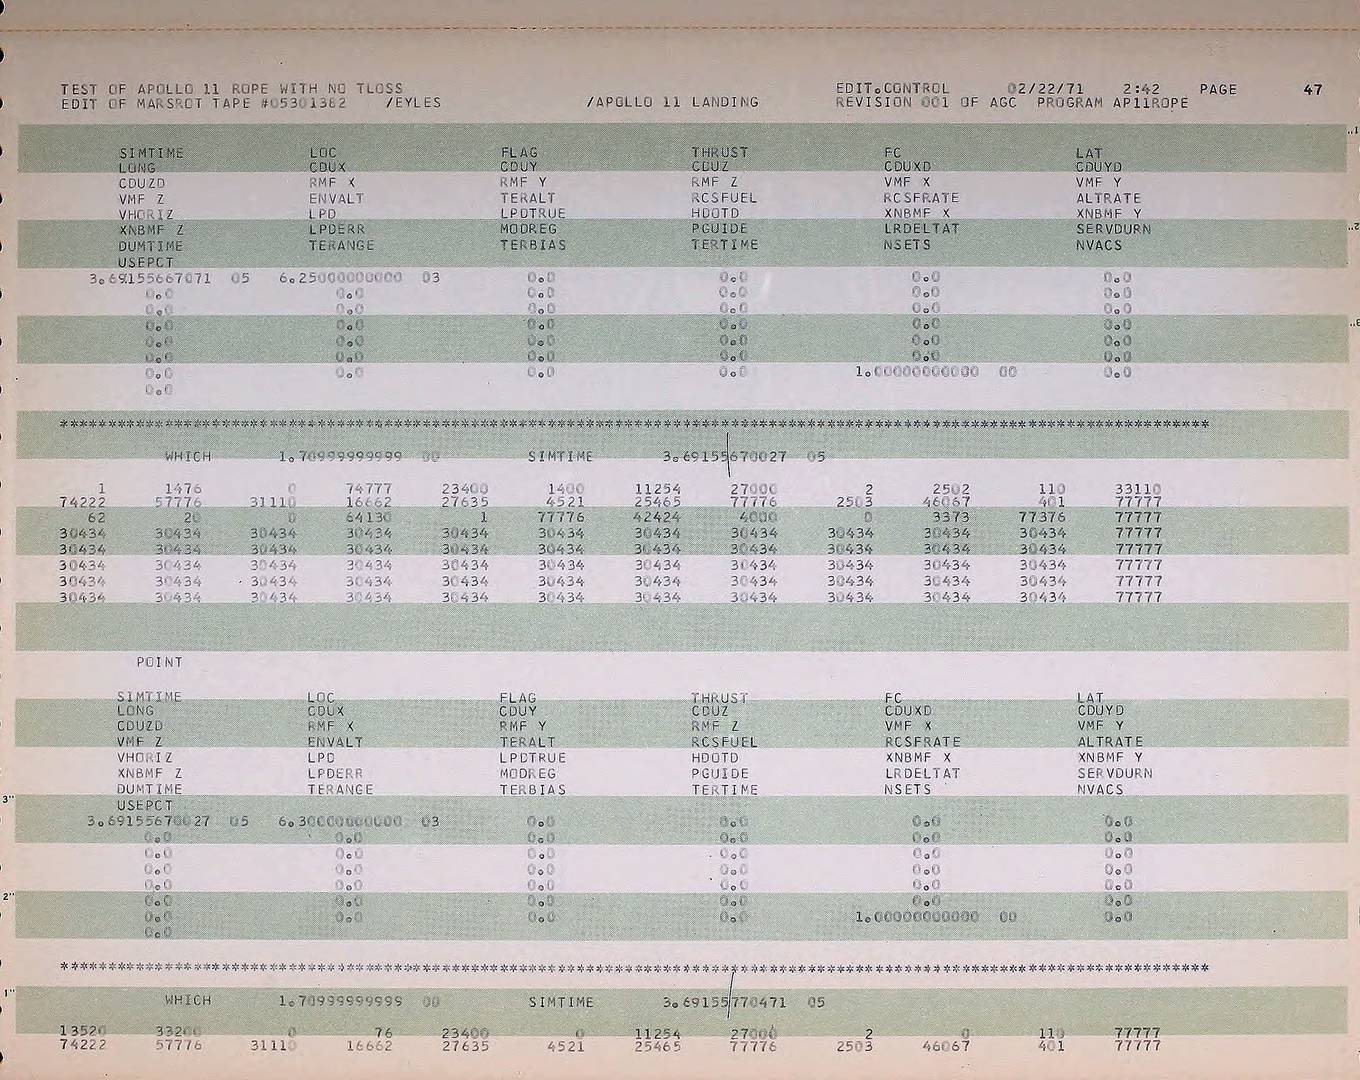 TEST OF APOLLO 11 ROPE WITH NO TLOSS EDIT.CONTROL 02/22/71 2:42 PAGE 47
EDIT OF MARSROT TAPE #05301362 /EYLES /APOLLO 11 LANDING REVISION 001 OF AGC PROGRAM AP11ROPE
SIMTIME LOC FLAG THRUST FC LAT
LONG CDUX CDUY CDUZ CDUXD CDUYD
CDUZD RMF X RMF Y RMF Z VMF X VMF Y
VMF Z ENVALT TERALT RCSFUEL RCSFRATE ALTRATE
VHORIZ LPD LPDTRUE HDOTD XNBMF X XNBMF Y
XNBMF Z LPDERR MODREG PGUIDE LRDELTAT SERVDURN
DUMTIME TERANGE TERBIAS TERTIME NSETS NVACS
USEPCT
3.69155667071 05 6.25000000000 03 0.0 0.0 0.0 0.0
0.0 0.0 0.0 0.0 0.0 0.0
0.0 0.0 0.0 0.0 0.0 0.0
0.0 0.0 0.0 0.0 0.0 0.0
0.0 0.0 0.0 0.0 0.0 0.0
0.0 0.0 0.0 0.0 0.0 0.0
0.0 0.0 0.0 0.0 1.00000000000 00 0.0
0.0
************************************************************************************************************************
WHICH 1.70999999999 00 SIMTIME 3.69155670027 05
1 1476 0 74777 23400 1400 11254 27000 2 2502 110 33110
74222 57776 31110 16662 27635 4521 25465 77776 2503 46067 401 77777
62 20 0 64130 1 77776 42424 4000 0 3373 77376 77777
30434 30434 30434 30434 30434 30434 30434 30434 30434 30434 30434 77777
30434 30434 30434 30434 30434 30434 30434 30434 30434 30434 30434 77777
30434 30434 30434 30434 30434 30434 30434 30434 30434 30434 30434 77777
30434 30434 30434 30434 30434 30434 30434 30434 30434 30434 30434 77777
30434 30434 30434 30434 30434 30434 30434 30434 30434 30434 30434 77777
POINT
SIMTIME LOC FLAG THRUST FC LAT
LONG CDUX CDUY CDUZ CDUXD CDUYD
CDUZD RMF X RMF Y RMF Z VMF X VMF Y
VMF Z ENVALT TERALT RCSFUEL RCSFRATE ALTRATE
VHORIZ LPD LPDTRUE HDOTD XNBMF X XNBMF Y
XNBMF Z LPDERR MODREG PGUIDE LRDELTAT SERVDURN
DUMTIME TERANGE TERBIAS TERTIME NSETS NVACS
3" USEPCT
3.69155670027 05 6.30000000000 03 0.0 0.0 0.0 0.0
0.0 0.0 0.0 0.0 0.0 0.0
0.0 0.0 0.0 0.0 0.0 0.0
0.0 0.0 0.0 0.0 0.0 0.0
0.0 0.0 0.0 0.0 0.0 0.0
2" 0.0 0.0 0.0 0.0 0.0 0.0
0.0 0.0 0.0 0.0 1.00000000000 00 0.0
0.0
************************************************************************************************************************
1" WHICH 1.70999999999 00 SIMTIME 3.69155770471 05
13520 33200 0 76 23400 0 11254 27000 2 0 110 77777
74222 57776 31110 16662 27635 4521 25465 77776 2503 46067 401 77777